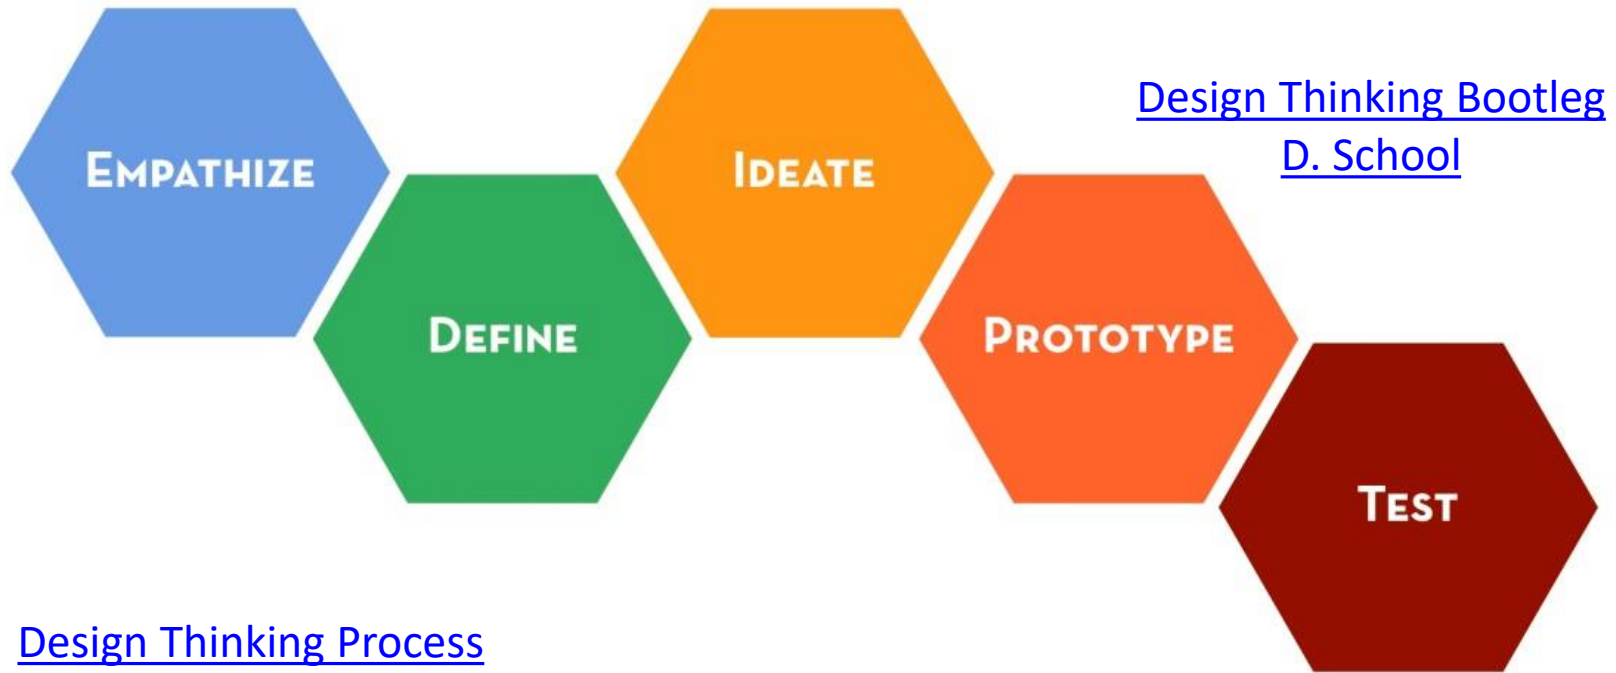 Empathize
Define
Ideate
Prototype
Test
Design Thinking Bootleg
D. School
Design Thinking Process